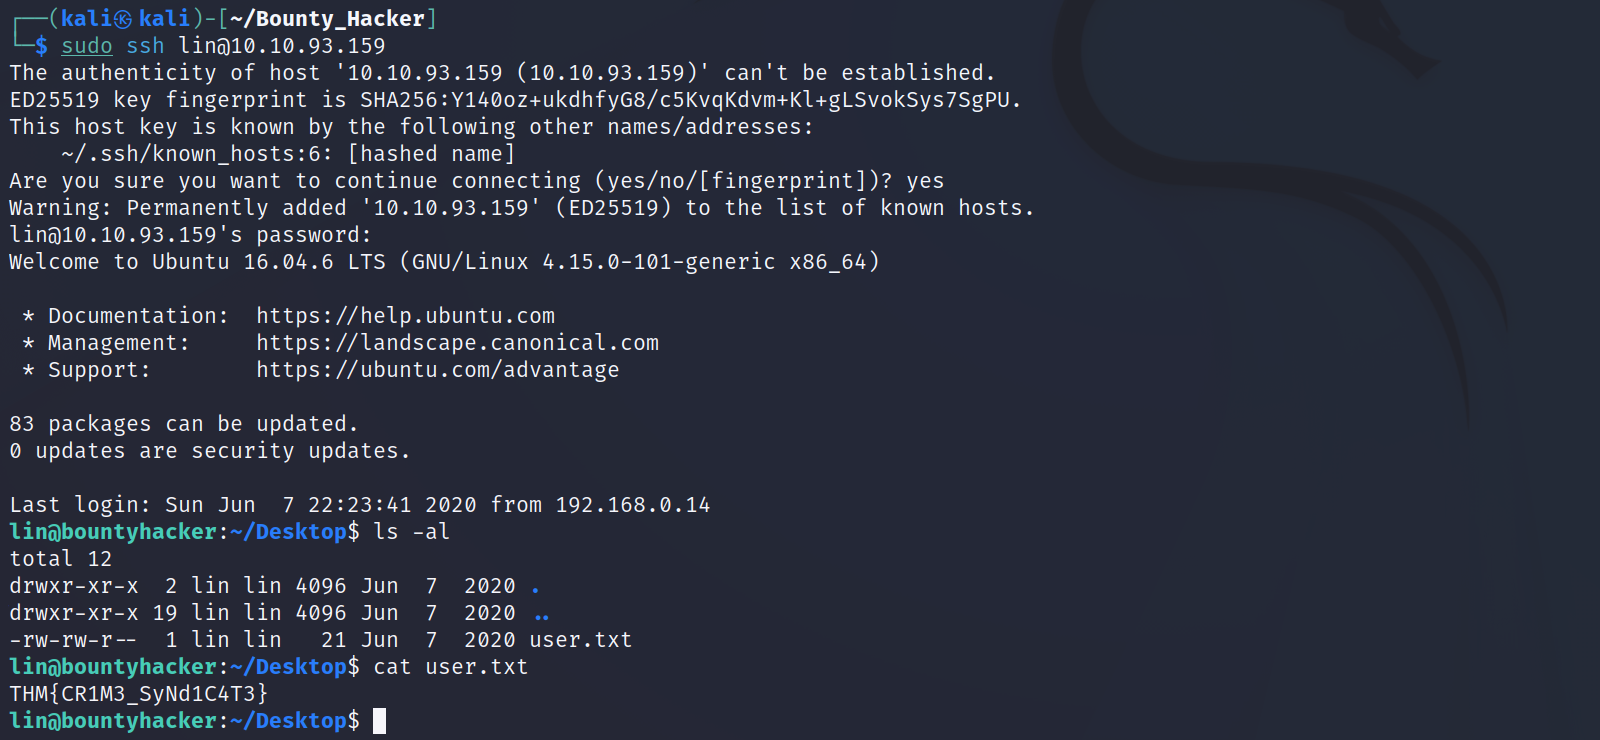 ┌──(kali㉿kali)-[~/Bounty_Hacker]
└─$ sudo ssh lin@10.10.93.159
The authenticity of host '10.10.93.159 (10.10.93.159)' can't be established.
ED25519 key fingerprint is SHA256:Y140oz+ukdhfyG8/c5KvqKdvm+Kl+gLSvokSys7SgPU.
This host key is known by the following other names/addresses:
    ~/.ssh/known_hosts:6: [hashed name]
Are you sure you want to continue connecting (yes/no/[fingerprint])? yes
Warning: Permanently added '10.10.93.159' (ED25519) to the list of known hosts.
lin@10.10.93.159's password:
Welcome to Ubuntu 16.04.6 LTS (GNU/Linux 4.15.0-101-generic x86_64)

 * Documentation:  https://help.ubuntu.com
 * Management:     https://landscape.canonical.com
 * Support:        https://ubuntu.com/advantage

83 packages can be updated.
0 updates are security updates.

Last login: Sun Jun  7 22:23:41 2020 from 192.168.0.14
lin@bountyhacker:~/Desktop$ ls -al
total 12
drwxr-xr-x  2 lin lin 4096 Jun  7  2020 .
drwxr-xr-x 19 lin lin 4096 Jun  7  2020 ..
-rw-rw-r--  1 lin lin   21 Jun  7  2020 user.txt
lin@bountyhacker:~/Desktop$ cat user.txt
THM{CR1M3_SyNd1C4T3}
lin@bountyhacker:~/Desktop$